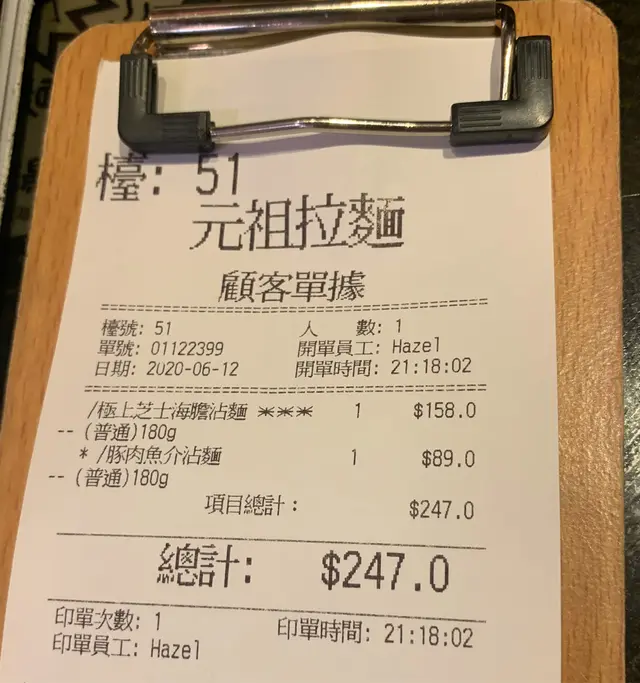 檯: 51
元祖拉麵
顧客單據
檯號: 51 人 數: 1
單號: 01122399 開單員工: Hazel
日期: 2020-06-12 開單時間: 21:18:02
/極上芝士海膽沾麵 *** 1 $158.0
-- (普通)180g
* /豚肉魚介沾麵 1 $89.0
-- (普通)180g
項目總計: $247.0
總計: $247.0
印單次數: 1 印單時間: 21:18:02
印單員工: Hazel